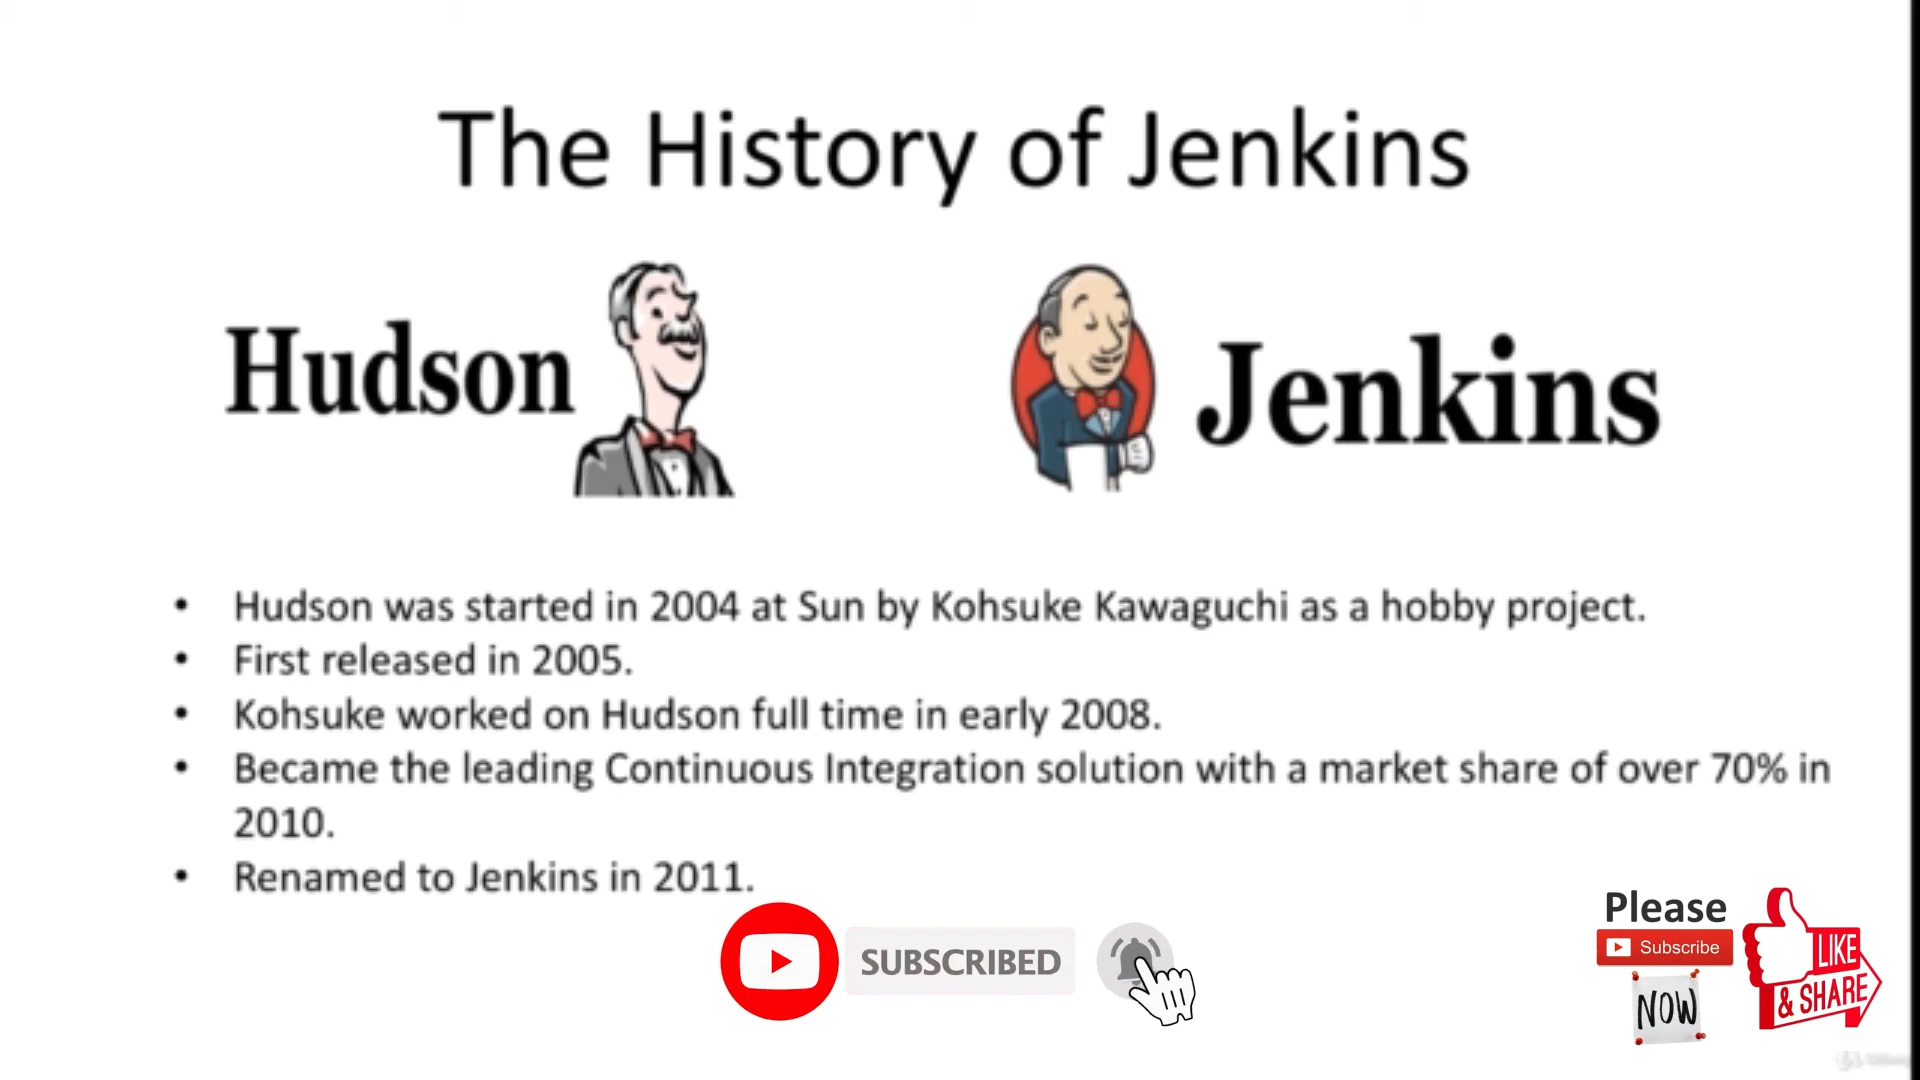 The History of Jenkins
Hudson
Jenkins
• Hudson was started in 2004 at Sun by Kohsuke Kawaguchi as a hobby project.
• First released in 2005.
• Kohsuke worked on Hudson full time in early 2008.
• Became the leading Continuous Integration solution with a market share of over 70% in
2010.
• Renamed to Jenkins in 2011.
SUBSCRIBED
Please
Subscribe
NOW
LIKE
& SHARE